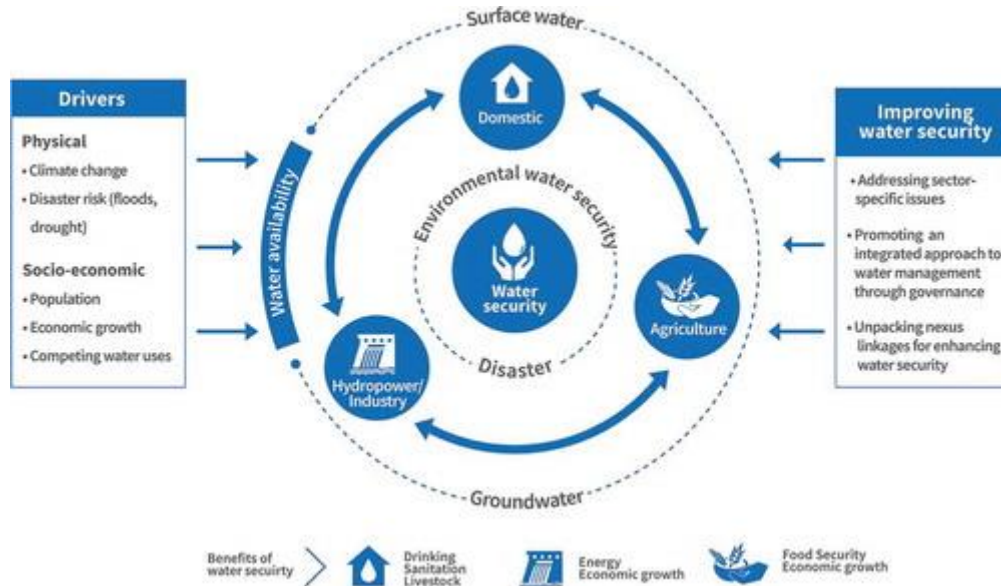 Surface water
Drivers
Physical
• Climate change
• Disaster risk (floods,
drought)
Socio-economic
• Population
• Economic growth
• Competing water uses
Water availability
Domestic
Environmental water security
Water
security
Disaster
Agriculture
Hydropower/
Industry
Groundwater
Improving
water security
• Addressing sector-
specific issues
• Promoting an
integrated approach to
water management
through governance
• Unpacking nexus
linkages for enhancing
water security
Benefits of
water secuirty
Drinking
Sanitation
Livestock
Energy
Economic growth
Food Security
Economic growth